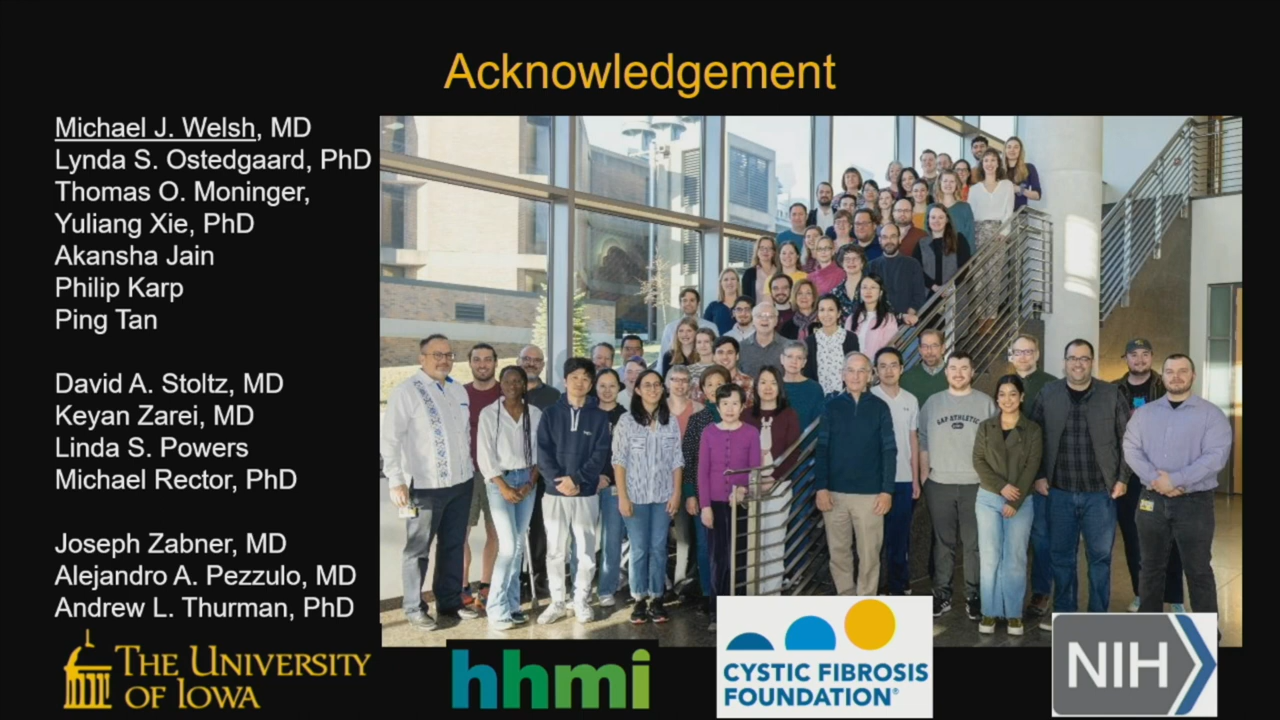 Acknowledgement
Michael J. Welsh, MD
Lynda S. Ostedgaard, PhD
Thomas O. Moninger,
Yuliang Xie, PhD
Akansha Jain
Philip Karp
Ping Tan
David A. Stoltz, MD
Keyan Zarei, MD
Linda S. Powers
Michael Rector, PhD
Joseph Zabner, MD
Alejandro A. Pezzulo, MD
Andrew L. Thurman, PhD
THE UNIVERSITY
OF IOWA
hhmi
CYSTIC FIBROSIS
FOUNDATION®
NIH
GAP ATHLETIC